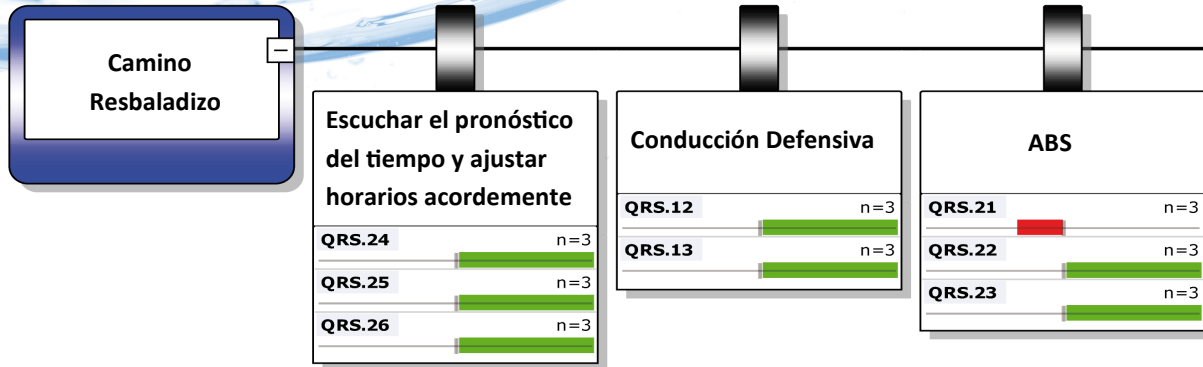 Camino
Resbaladizo
Escuchar el pronóstico
del tiempo y ajustar
horarios acordemente
QRS.24 n=3
QRS.25 n=3
QRS.26 n=3
Conducción Defensiva
QRS.12 n=3
QRS.13 n=3
ABS
QRS.21 n=3
QRS.22 n=3
QRS.23 n=3